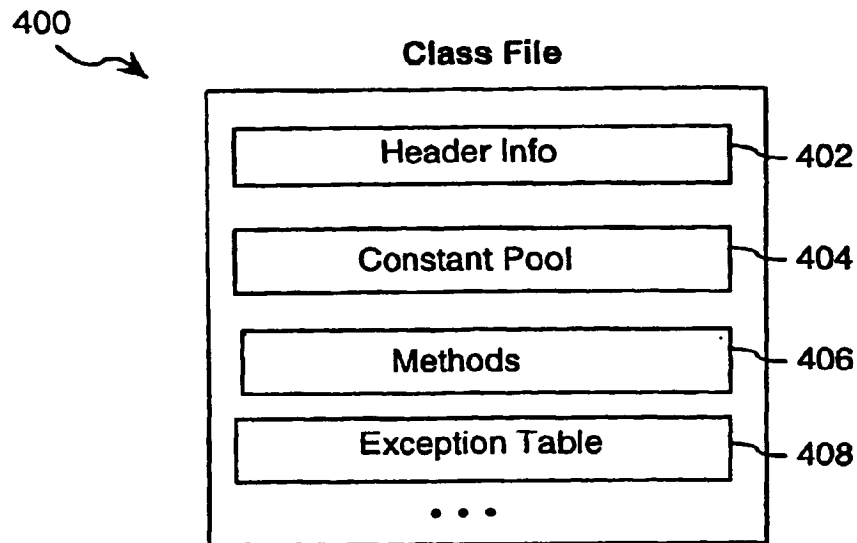 400
Class File
Header Info
402
Constant Pool
404
Methods
406
Exception Table
408
• • •